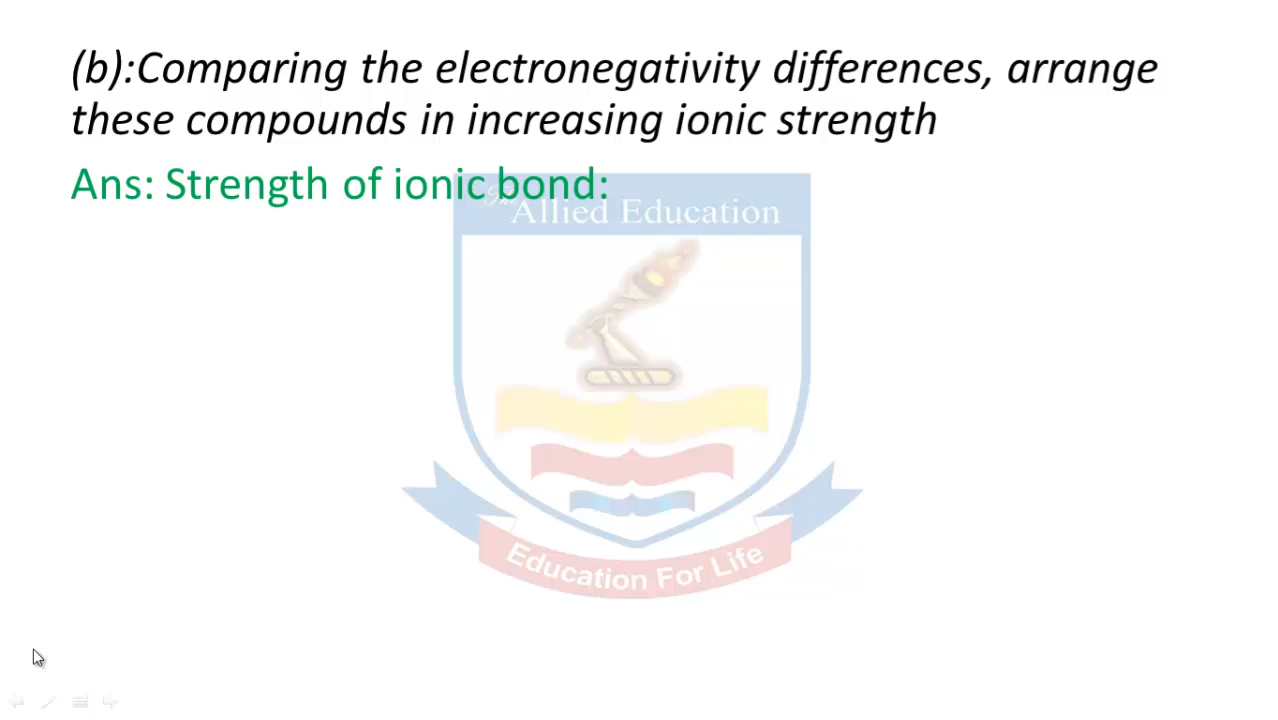 (b):Comparing the electronegativity differences, arrange
these compounds in increasing ionic strength
Ans: Strength of ionic bond:
The
Allied Education
Education For Life